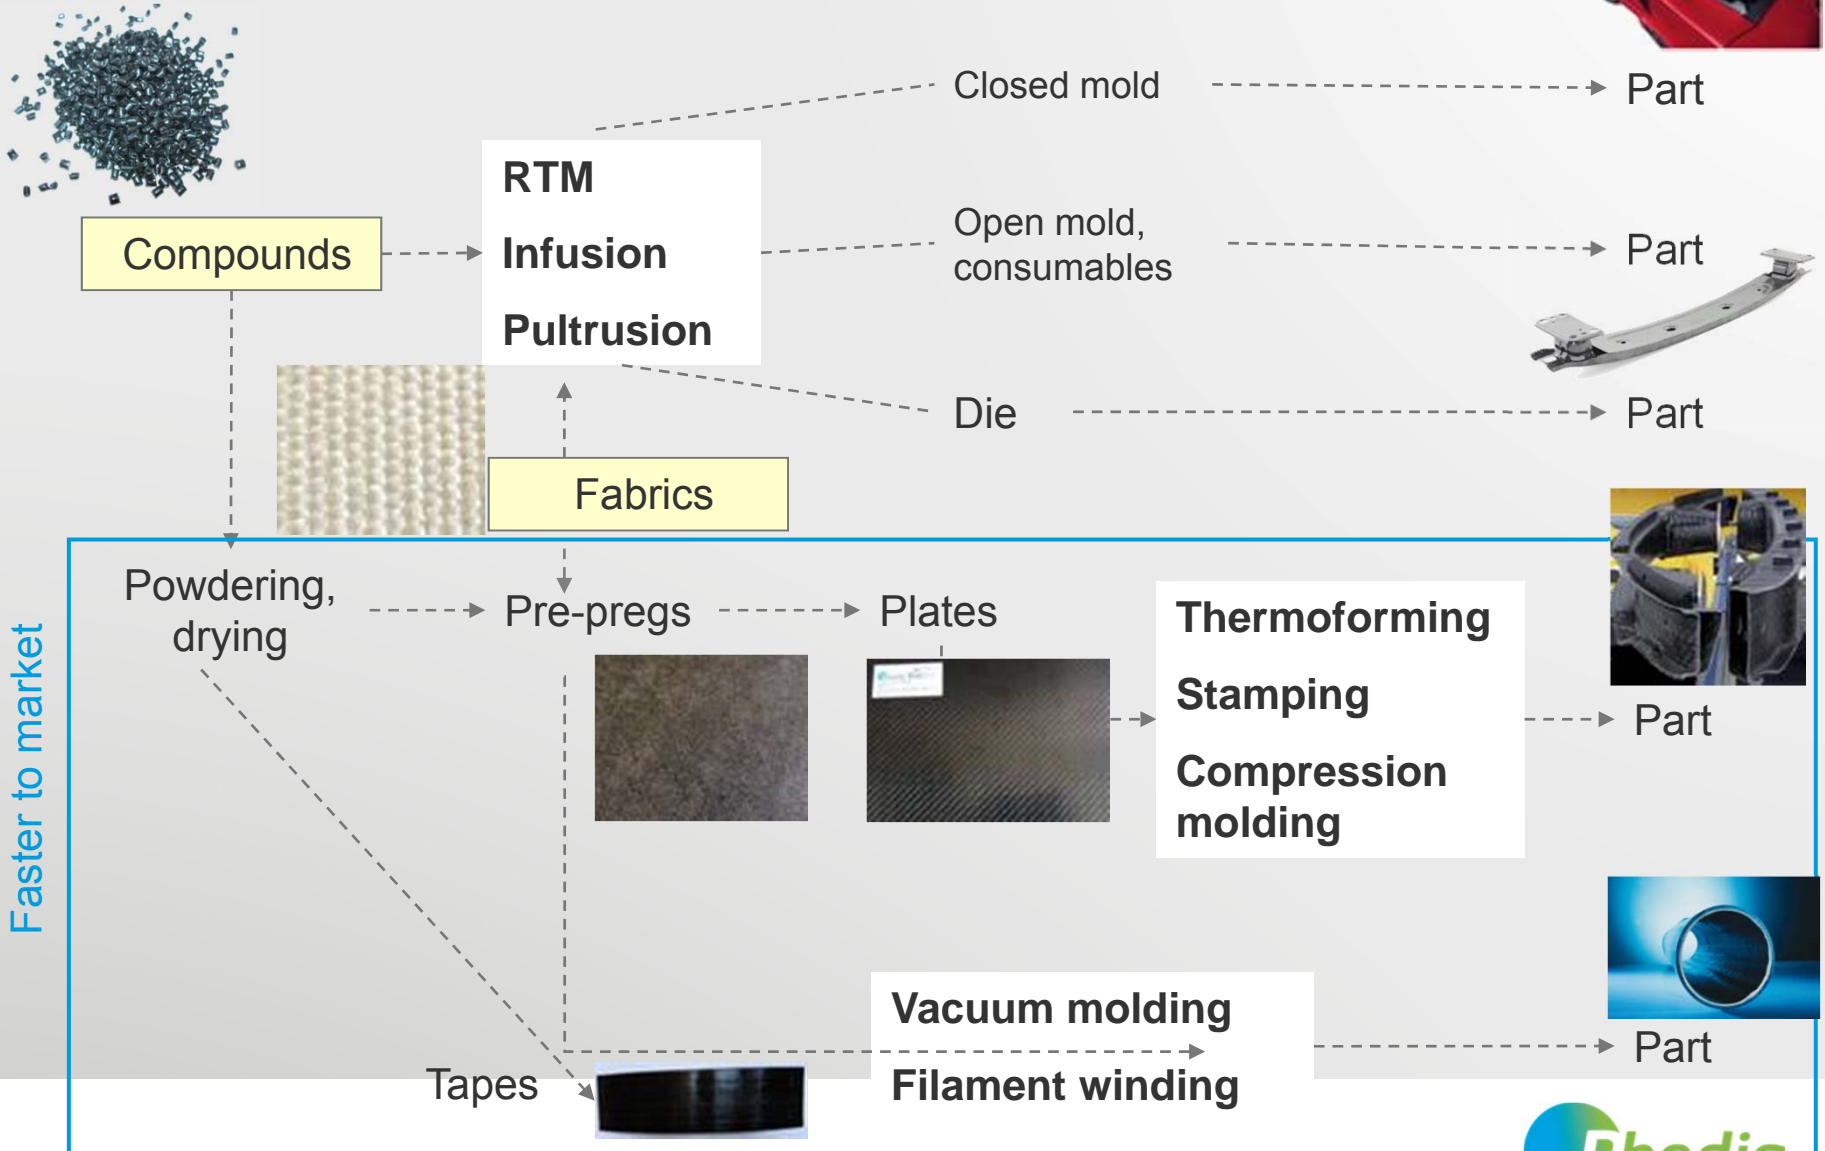 Closed mold
Part
RTM
Compounds
Infusion
Open mold,
consumables
Part
Pultrusion
Die
Part
Fabrics
Faster to market
Powdering,
drying
Pre-pregs
Plates
Thermoforming
Stamping
Compression
molding
Part
Vacuum molding
Part
Tapes
Filament winding